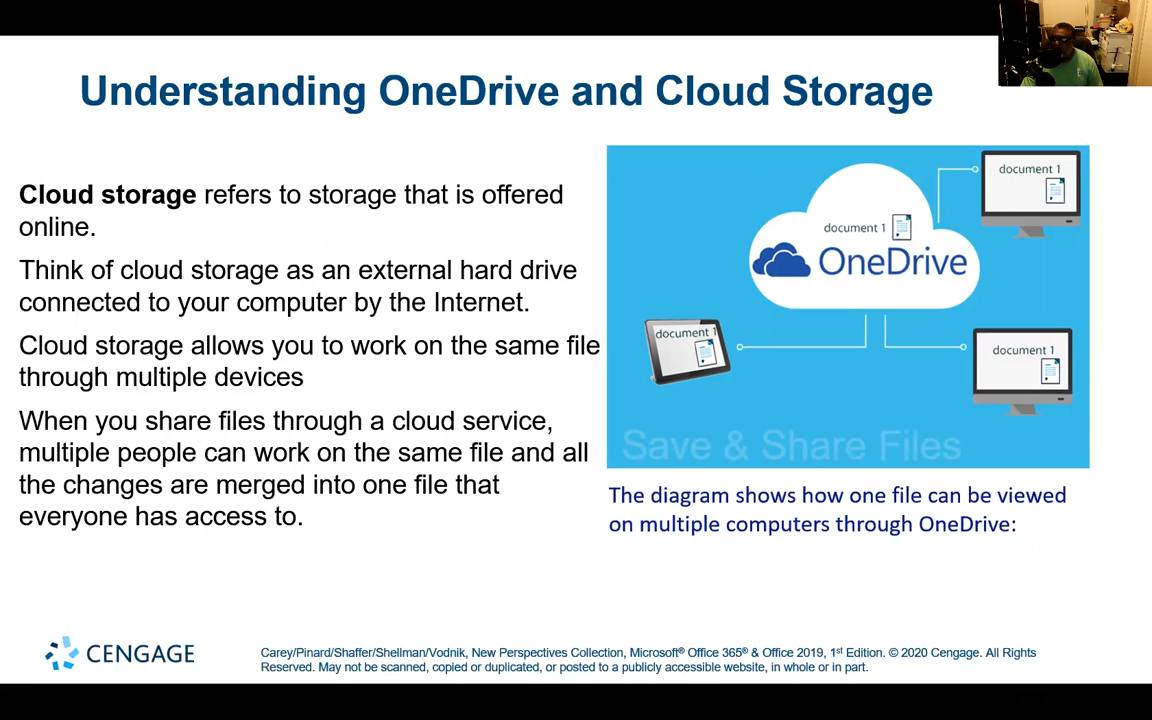 Understanding OneDrive and Cloud Storage
Cloud storage refers to storage that is offered
online.
Think of cloud storage as an external hard drive
connected to your computer by the Internet.
Cloud storage allows you to work on the same file
through multiple devices
When you share files through a cloud service,
multiple people can work on the same file and all
the changes are merged into one file that
everyone has access to.
document 1
document 1
OneDrive
document 1
document 1
Save & Share Files
The diagram shows how one file can be viewed
on multiple computers through OneDrive:
CENGAGE
Carey/Pinard/Shaffer/Shellman/Vodnik, New Perspectives Collection, Microsoft® Office 365® & Office 2019, 1st Edition. © 2020 Cengage. All Rights
Reserved. May not be scanned, copied or duplicated, or posted to a publicly accessible website, in whole or in part.